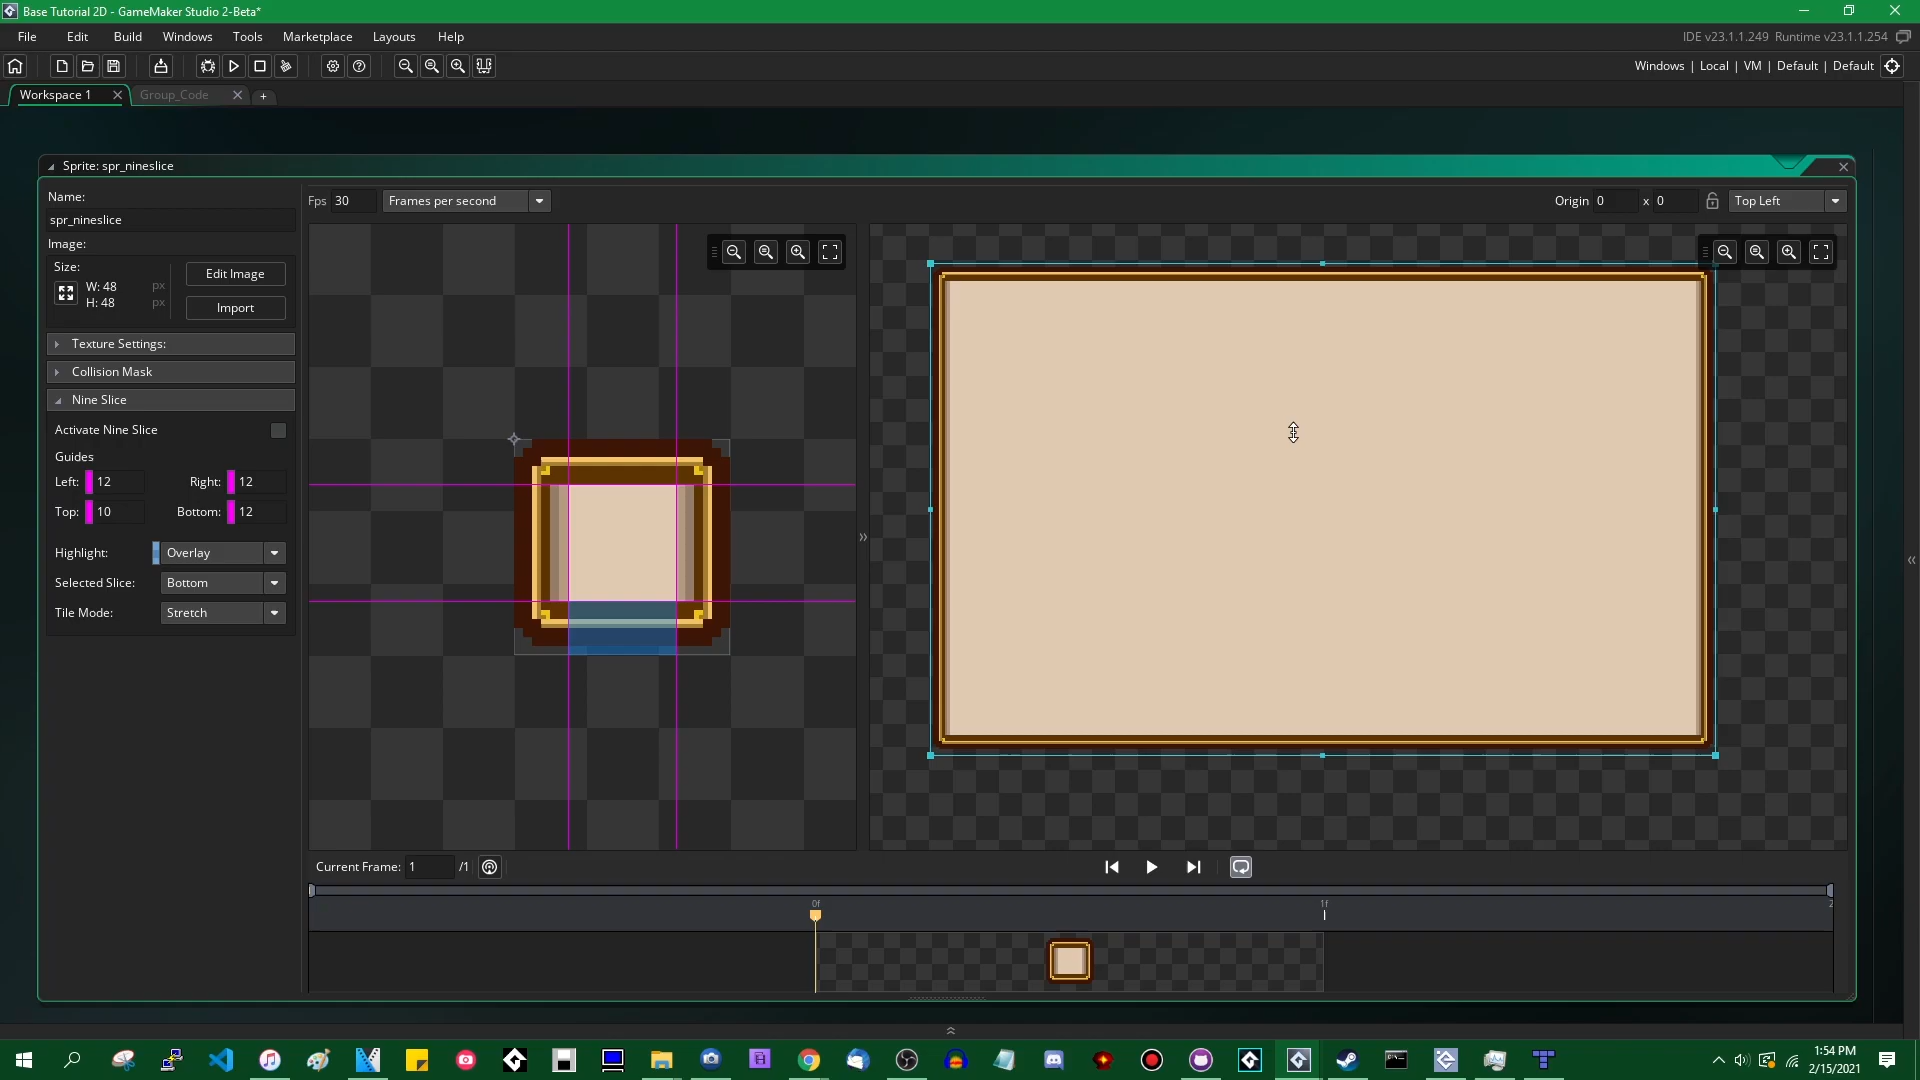 Base Tutorial 2D - GameMaker Studio 2-Beta*
File Edit Build Windows Tools Marketplace Layouts Help
IDE v23.1.1.249 Runtime v23.1.1.254
Windows | Local | VM | Default | Default
Workspace 1
Group_Code
Sprite: spr_nineslice
Name:
spr_nineslice
Image:
Size:
W: 48 px
H: 48 px
Edit Image
Import
Texture Settings:
Collision Mask
Nine Slice
Activate Nine Slice
Guides
Left: 12 Right: 12
Top: 10 Bottom: 12
Highlight: Overlay
Selected Slice: Bottom
Tile Mode: Stretch
Fps 30 Frames per second
Origin 0 x 0 Top Left
Current Frame: 1 /1
0f 1f 2
1:54 PM
2/15/2021